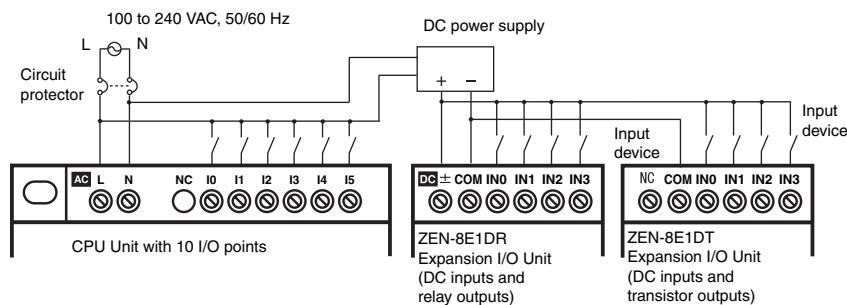 100 to 240 VAC, 50/60 Hz
L N
DC power supply
Circuit
protector
+ −
Input
device
Input
device
AC L N NC I0 I1 I2 I3 I4 I5
DC ± COM IN0 IN1 IN2 IN3
NC COM IN0 IN1 IN2 IN3
CPU Unit with 10 I/O points
ZEN-8E1DR
Expansion I/O Unit
(DC inputs and
relay outputs)
ZEN-8E1DT
Expansion I/O Unit
(DC inputs and
transistor outputs)